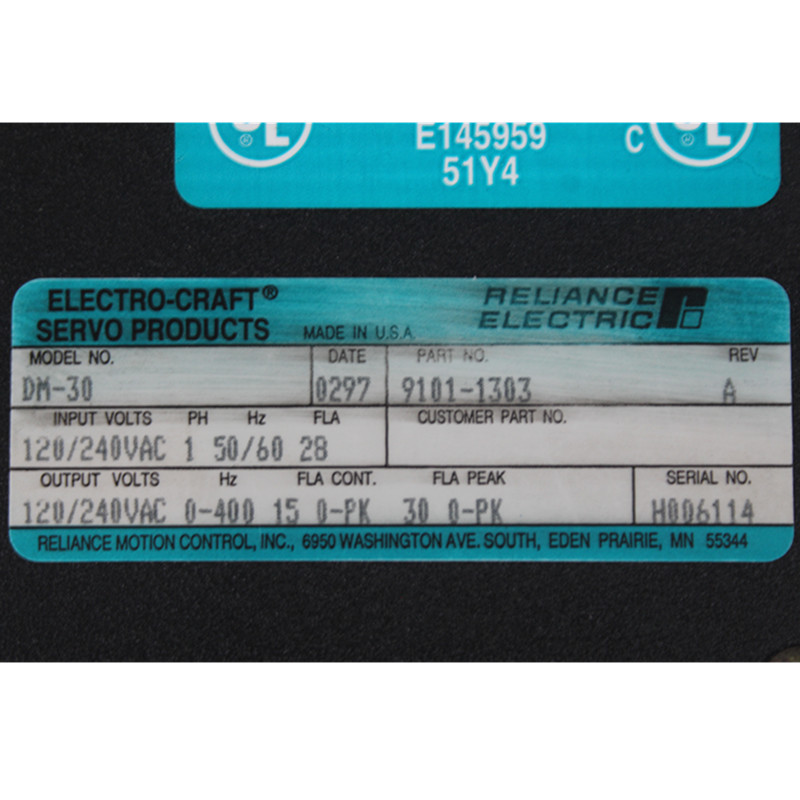 UL ® E145959 C UL ®
51Y4
ELECTRO-CRAFT® RELIANCE
SERVO PRODUCTS MADE IN U.S.A. ELECTRIC
MODEL NO. DATE PART NO. REV
DM-30 0297 9101-1303 A
INPUT VOLTS PH Hz FLA CUSTOMER PART NO.
120/240VAC 1 50/60 28
OUTPUT VOLTS Hz FLA CONT. FLA PEAK SERIAL NO.
120/240VAC 0-400 15 0-PK 30 0-PK H006114
RELIANCE MOTION CONTROL, INC., 6950 WASHINGTON AVE. SOUTH, EDEN PRAIRIE, MN 55344